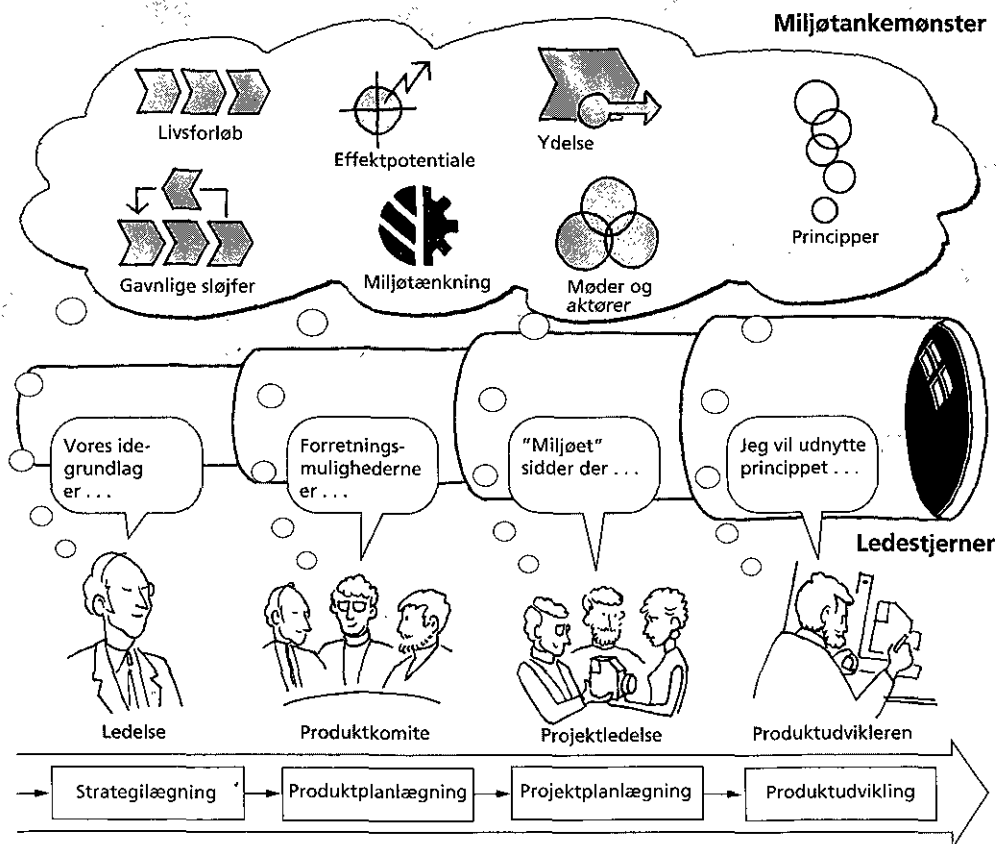 Miljøtankemønster
Livsforløb
Effektpotentiale
Ydelse
Principper
Gavnlige sløjfer
Miljøtænkning
Møder og
aktører
Vores ide-
grundlag
er . . .
Forretnings-
mulighederne
er . . .
"Miljøet"
sidder der . . .
Jeg vil udnytte
princippet . . .
Ledestjerner
Ledelse
Produktkomite
Projektledelse
Produktudvikleren
Strategilægning
Produktplanlægning
Projektplanlægning
Produktudvikling